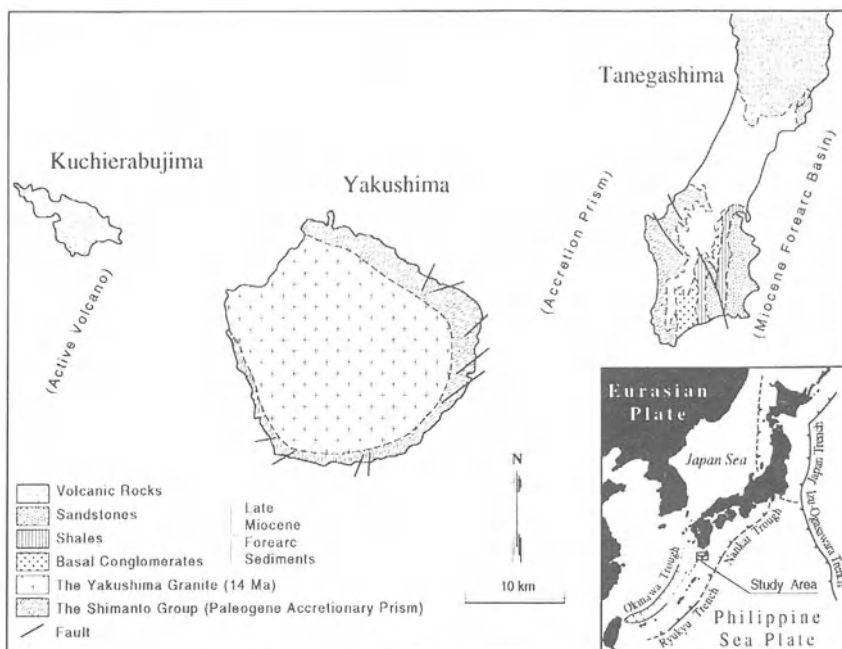 Tanegashima
Kuchierabujima
Yakushima
(Active Volcano)
(Accretion Prism)
(Miocene Forearc Basin)
Volcanic Rocks
Sandstones
Shales
Basal Conglomerates
Late
Miocene
Forearc
Sediments
The Yakushima Granite (14 Ma)
The Shimanto Group (Paleogene Accretionary Prism)
Fault
N
10 km
Eurasian
Plate
Japan Sea
Japan Trench
Izu-Ogasowara Trench
Nankai Trough
Okinawa Trough
Study Area
Ryukyu Trench
Philippine
Sea Plate